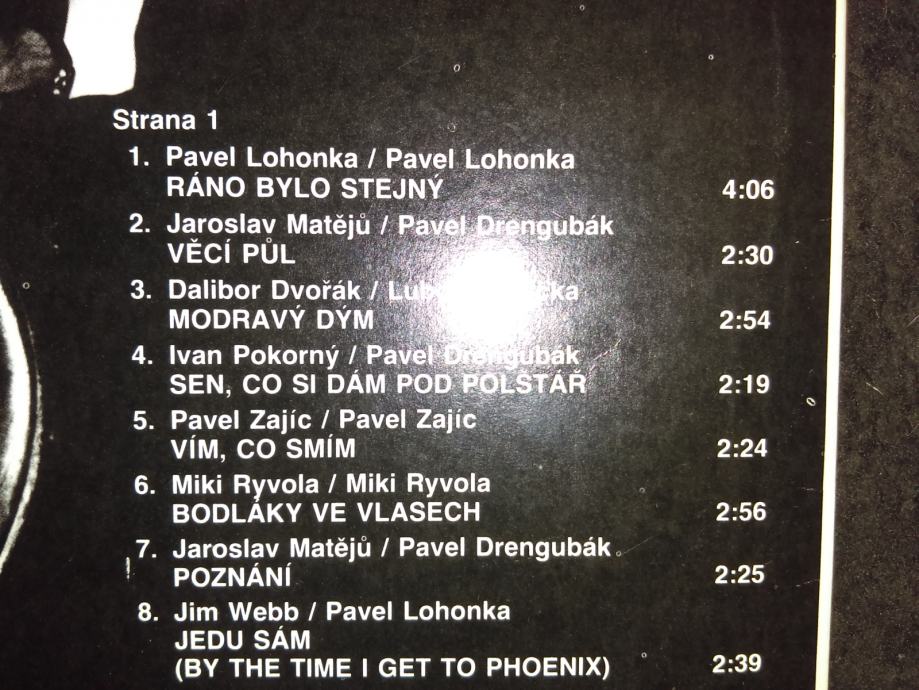 Strana 1
1. Pavel Lohonka / Pavel Lohonka
RÁNO BYLO STEJNÝ 4:06
2. Jaroslav Matějů / Pavel Drengubák
VĚCÍ PŮL 2:30
3. Dalibor Dvořák /
MODRAVÝ DÝM 2:54
4. Ivan Pokorný / Pavel Drengubák
SEN, CO SI DÁM POD POLŠTÁŘ 2:19
5. Pavel Zajíc / Pavel Zajíc
VÍM, CO SMÍM 2:24
6. Miki Ryvola / Miki Ryvola
BODLÁKY VE VLASECH 2:56
7. Jaroslav Matějů / Pavel Drengubák
POZNÁNÍ 2:25
8. Jim Webb / Pavel Lohonka
JEDU SÁM
(BY THE TIME I GET TO PHOENIX) 2:39